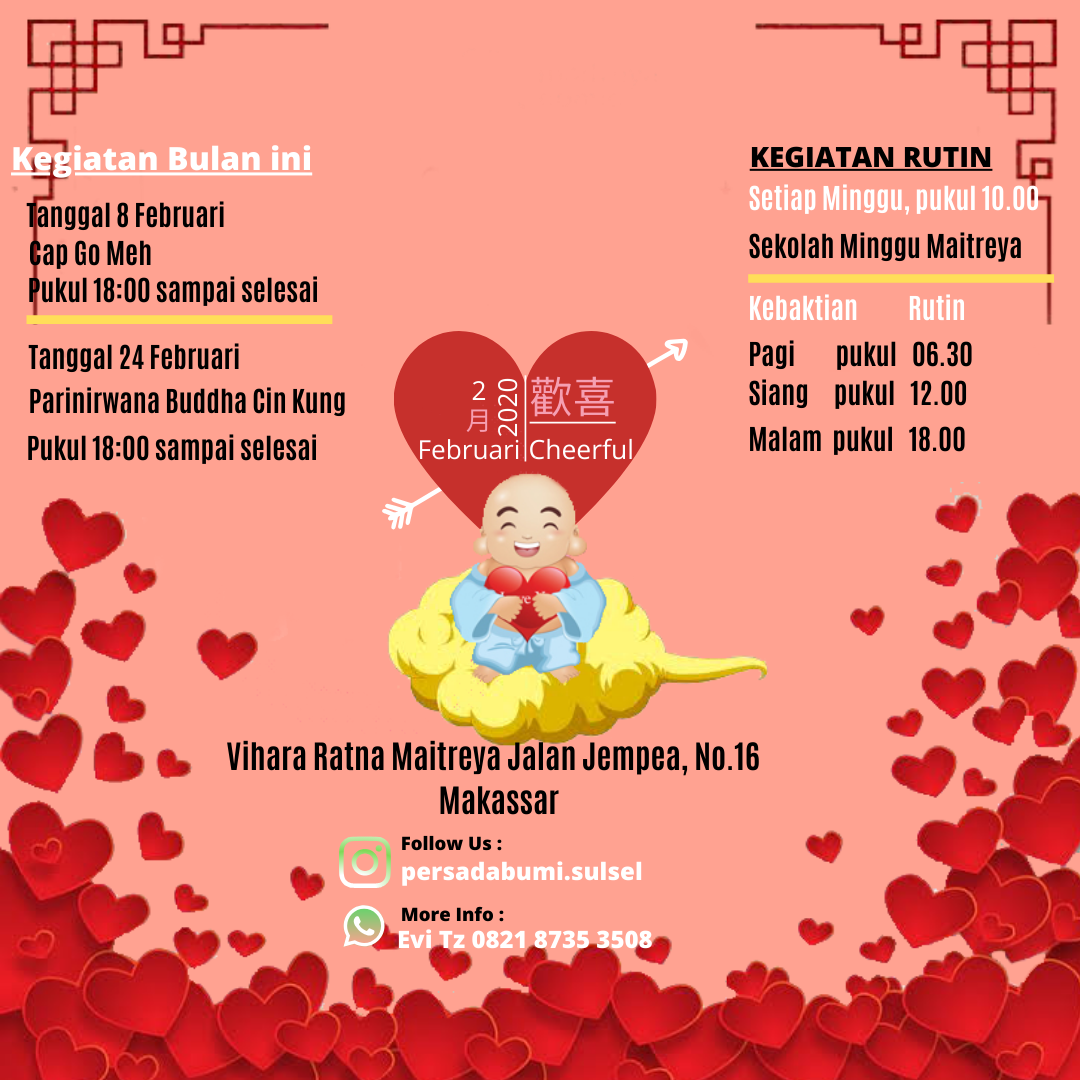 Kegiatan Bulan ini
Tanggal 8 Februari
Cap Go Meh
Pukul 18:00 sampai selesai
Tanggal 24 Februari
Parinirwana Buddha Cin Kung
Pukul 18:00 sampai selesai
KEGIATAN RUTIN
Setiap Minggu, pukul 10.00
Sekolah Minggu Maitreya
Kebaktian Rutin
Pagi pukul 06.30
Siang pukul 12.00
Malam pukul 18.00
2
月
2020
歡喜
Februari
Cheerful
Vihara Ratna Maitreya Jalan Jempea, No.16
Makassar
Follow Us :
persadabumi.sulsel
More Info :
Evi Tz 0821 8735 3508